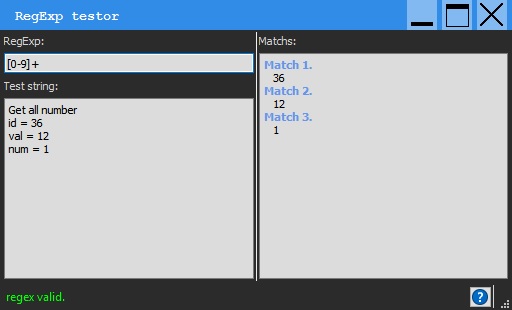 RegExp testor
RegExp:
[0-9]+
Test string:
Get all number
id = 36
val = 12
num = 1
Matchs:
Match 1.
36
Match 2.
12
Match 3.
1
regex valid.
?